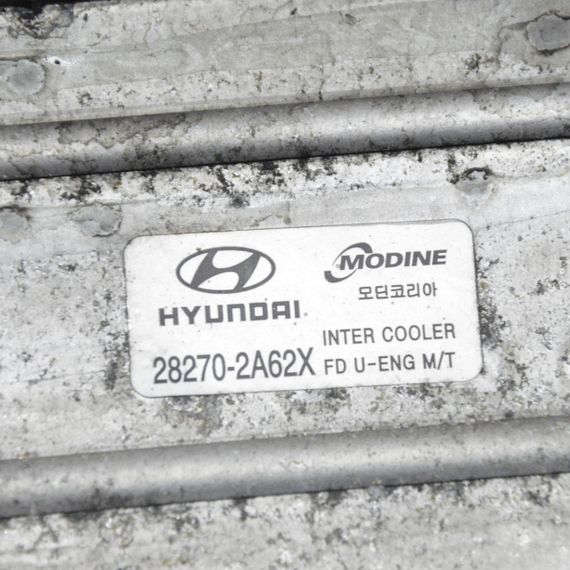 HYUNDAI
MODINE
모딘코리아
28270-2A62X
INTER COOLER
FD U-ENG M/T